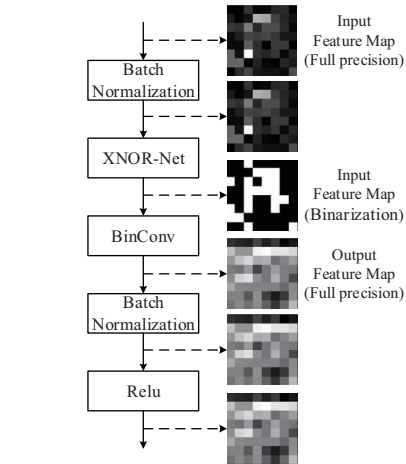 Input
Feature Map
(Full precision)
Batch
Normalization
XNOR-Net
Input
Feature Map
(Binarization)
BinConv
Output
Feature Map
(Full precision)
Batch
Normalization
Relu